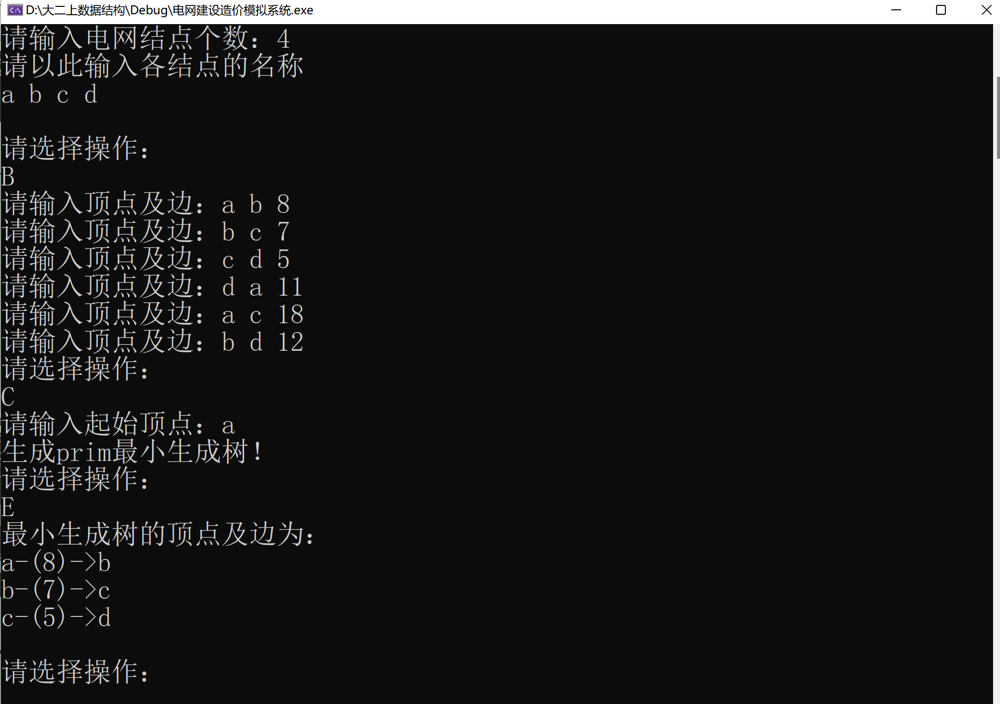 D:\大二上数据结构\Debug\电网建设造价模拟系统.exe
请输入电网结点个数：4
请以此输入各结点的名称
a b c d
请选择操作：
B
请输入顶点及边：a b 8
请输入顶点及边：b c 7
请输入顶点及边：c d 5
请输入顶点及边：d a 11
请输入顶点及边：a c 18
请输入顶点及边：b d 12
请选择操作：
C
请输入起始顶点：a
生成prim最小生成树！
请选择操作：
E
最小生成树的顶点及边为：
a-(8)->b
b-(7)->c
c-(5)->d
请选择操作：